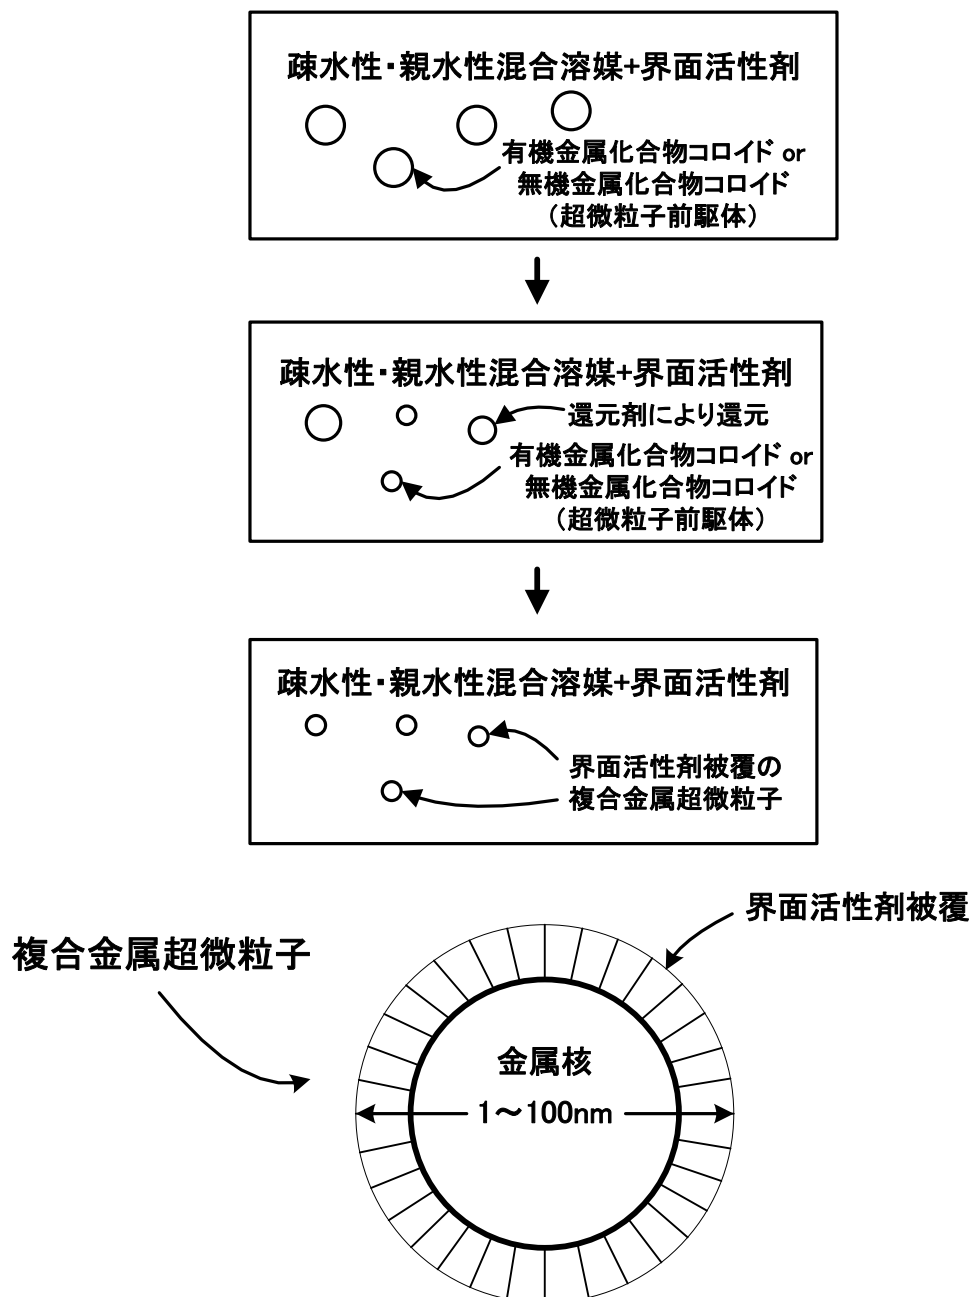 疎水性・親水性混合溶媒+界面活性剤
有機金属化合物コロイド or
無機金属化合物コロイド
（超微粒子前駆体）
疎水性・親水性混合溶媒+界面活性剤
還元剤により還元
有機金属化合物コロイド or
無機金属化合物コロイド
（超微粒子前駆体）
疎水性・親水性混合溶媒+界面活性剤
界面活性剤被覆の
複合金属超微粒子
界面活性剤被覆
複合金属超微粒子
金属核
1～100nm